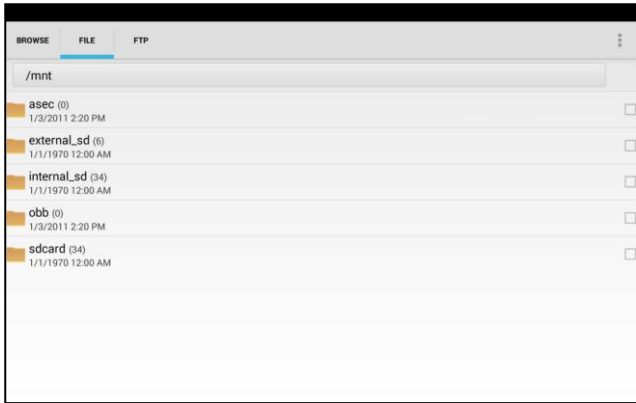 BROWSE FILE FTP
/mnt
asec (0)
1/3/2011 2:20 PM
external_sd (6)
1/1/1970 12:00 AM
internal_sd (34)
1/1/1970 12:00 AM
obb (0)
1/3/2011 2:20 PM
sdcard (34)
1/1/1970 12:00 AM